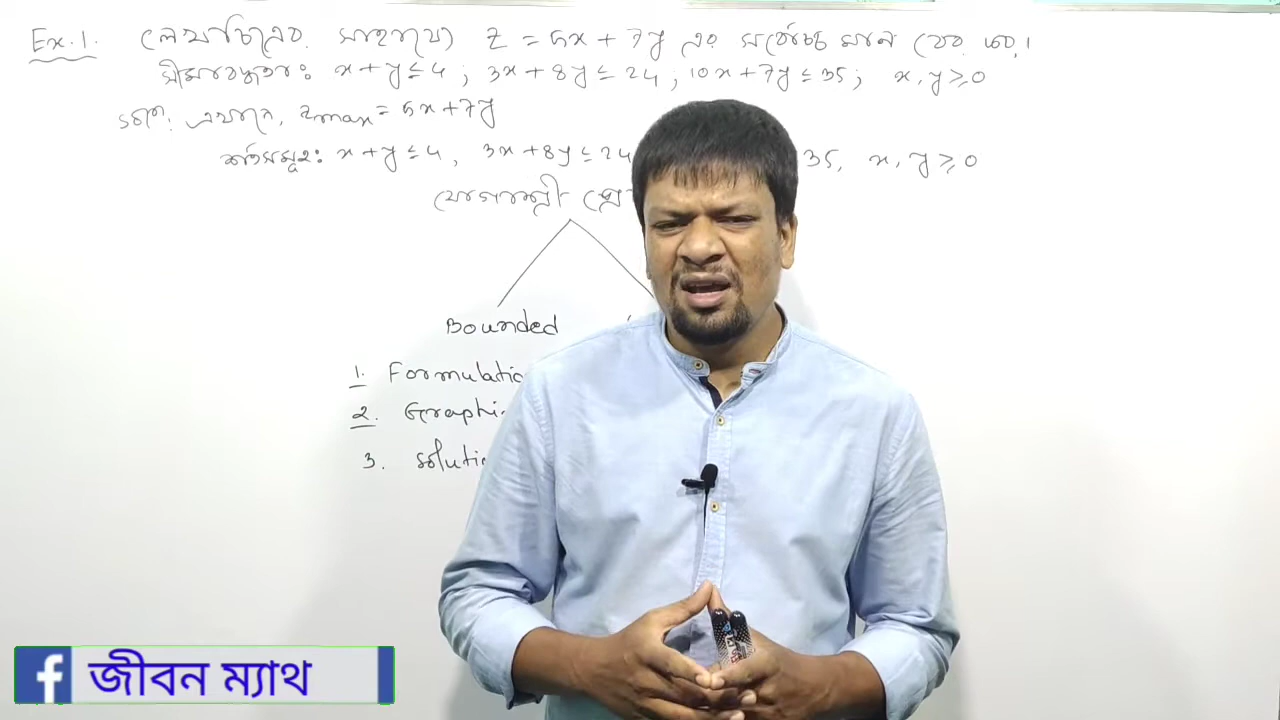 Ex.1. লেখচিত্রের সাহায্যে Z = 5x + 7y এর সর্বোচ্চ মান বের কর।
সীমাবদ্ধতাঃ x + y ≤ 4 ; 3x + 8y ≤ 24 ; 10x + 7y ≤ 35 ; x, y ≥ 0
এখানে, Zmax = 5x + 7y
শর্তসমূহঃ x + y ≤ 4, 3x + 8y ≤ 24 35, x, y ≥ 0
যোগাশ্রয়ী
Bounded
1. Formulatio
2. Graphi
3. Soluti
জীবন ম্যাথ